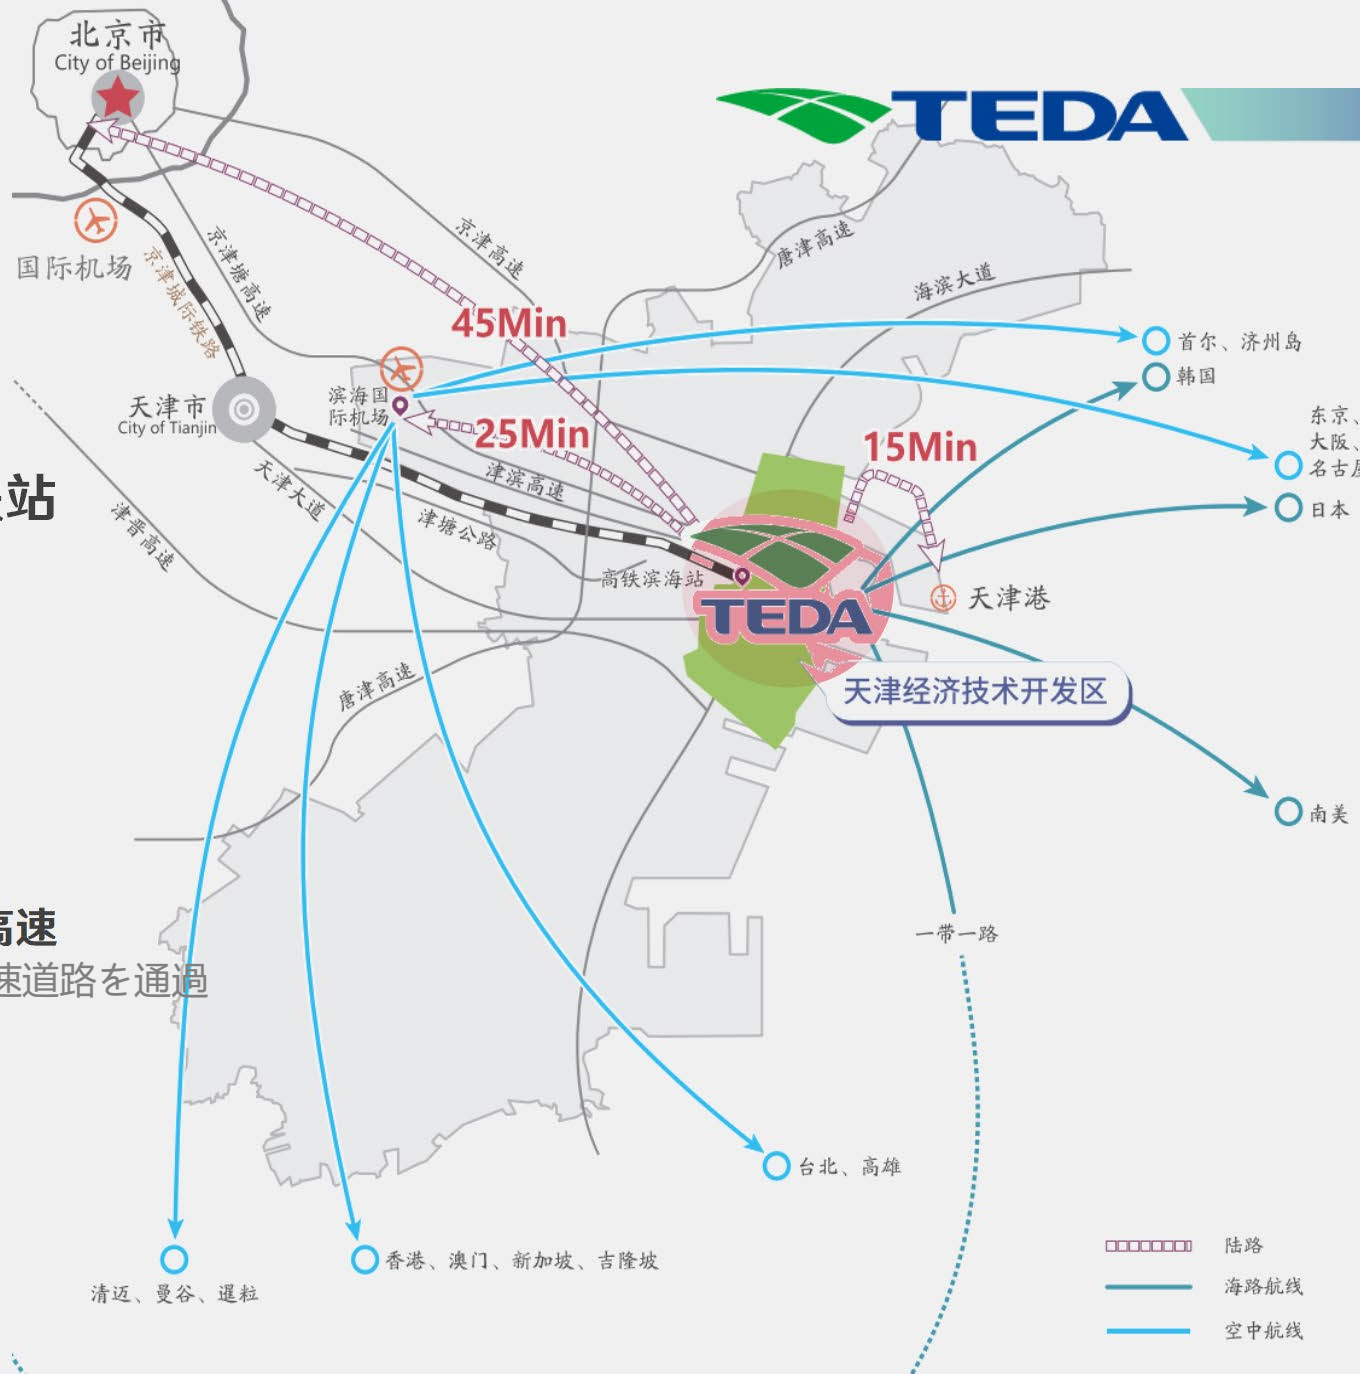 北京市
City of Beijing
TEDA
国际机场
京津城际铁路
京津塘高速
京津高速
唐津高速
海滨大道
45Min
首尔、济州岛
韩国
滨海国
际机场
天津市
City of Tianjin
25Min
15Min
东京、
大阪、
名古屋
日本
站
天津大道
津滨高速
津塘公路
津晋高速
高铁滨海站
TEDA
天津港
唐津高速
天津经济技术开发区
南美
高速
速道路を通過
一带一路
台北、高雄
香港、澳门、新加坡、吉隆坡
清迈、曼谷、暹粒
陆路
海路航线
空中航线